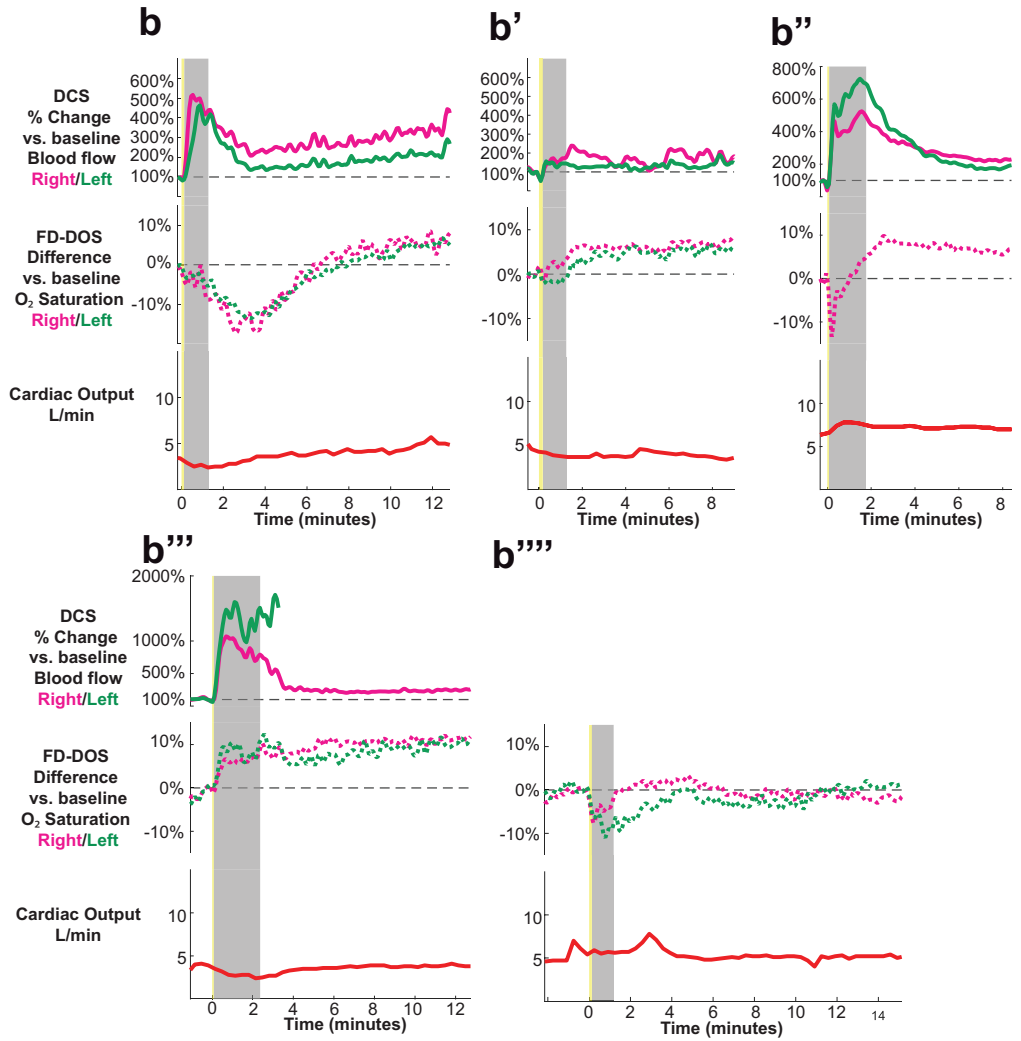 b
b'
b''
DCS
% Change
vs. baseline
Blood flow
Right/Left
600%
500%
400%
300%
200%
100%
600%
500%
400%
300%
200%
100%
800%
600%
400%
200%
100%
FD-DOS
Difference
vs. baseline
O₂ Saturation
Right/Left
10%
0%
-10%
10%
0%
-10%
10%
0%
-10%
Cardiac Output
L/min
10
5
10
5
10
5
0 2 4 6 8 10 12
Time (minutes)
0 2 4 6 8
Time (minutes)
0 2 4 6 8
Time (minutes)
b'''
b''''
DCS
% Change
vs. baseline
Blood flow
Right/Left
2000%
1000%
500%
100%
FD-DOS
Difference
vs. baseline
O₂ Saturation
Right/Left
10%
0%
-10%
10%
0%
-10%
Cardiac Output
L/min
10
5
10
5
0 2 4 6 8 10 12
Time (minutes)
0 2 4 6 8 10 12 14
Time (minutes)